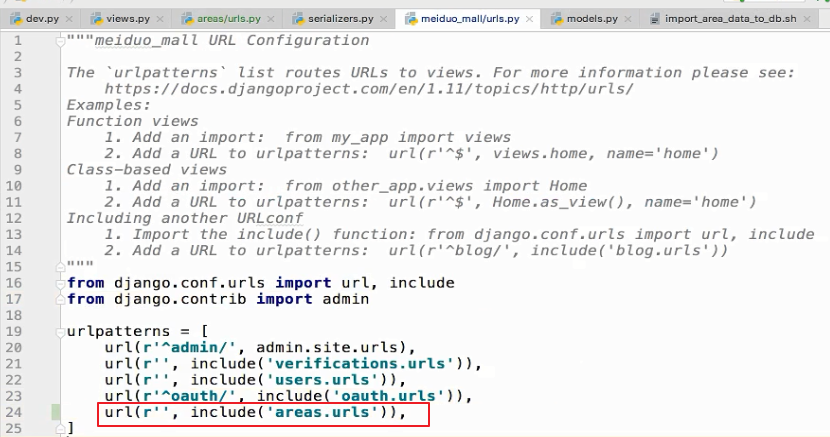 dev.py views.py areas/urls.py serializers.py meiduo_mall/urls.py models.py import_area_data_to_db.sh
1 """meiduo_mall URL Configuration
2
3 The `urlpatterns` list routes URLs to views. For more information please see:
4     https://docs.djangoproject.com/en/1.11/topics/http/urls/
5 Examples:
6 Function views
7     1. Add an import:  from my_app import views
8     2. Add a URL to urlpatterns:  url(r'^$', views.home, name='home')
9 Class-based views
10     1. Add an import:  from other_app.views import Home
11     2. Add a URL to urlpatterns:  url(r'^$', Home.as_view(), name='home')
12 Including another URLconf
13     1. Import the include() function: from django.conf.urls import url, include
14     2. Add a URL to urlpatterns:  url(r'^blog/', include('blog.urls'))
15 """
16 from django.conf.urls import url, include
17 from django.contrib import admin
18
19 urlpatterns = [
20     url(r'^admin/', admin.site.urls),
21     url(r'', include('verifications.urls')),
22     url(r'', include('users.urls')),
23     url(r'^oauth/', include('oauth.urls')),
24     url(r'', include('areas.urls')),
25 ]